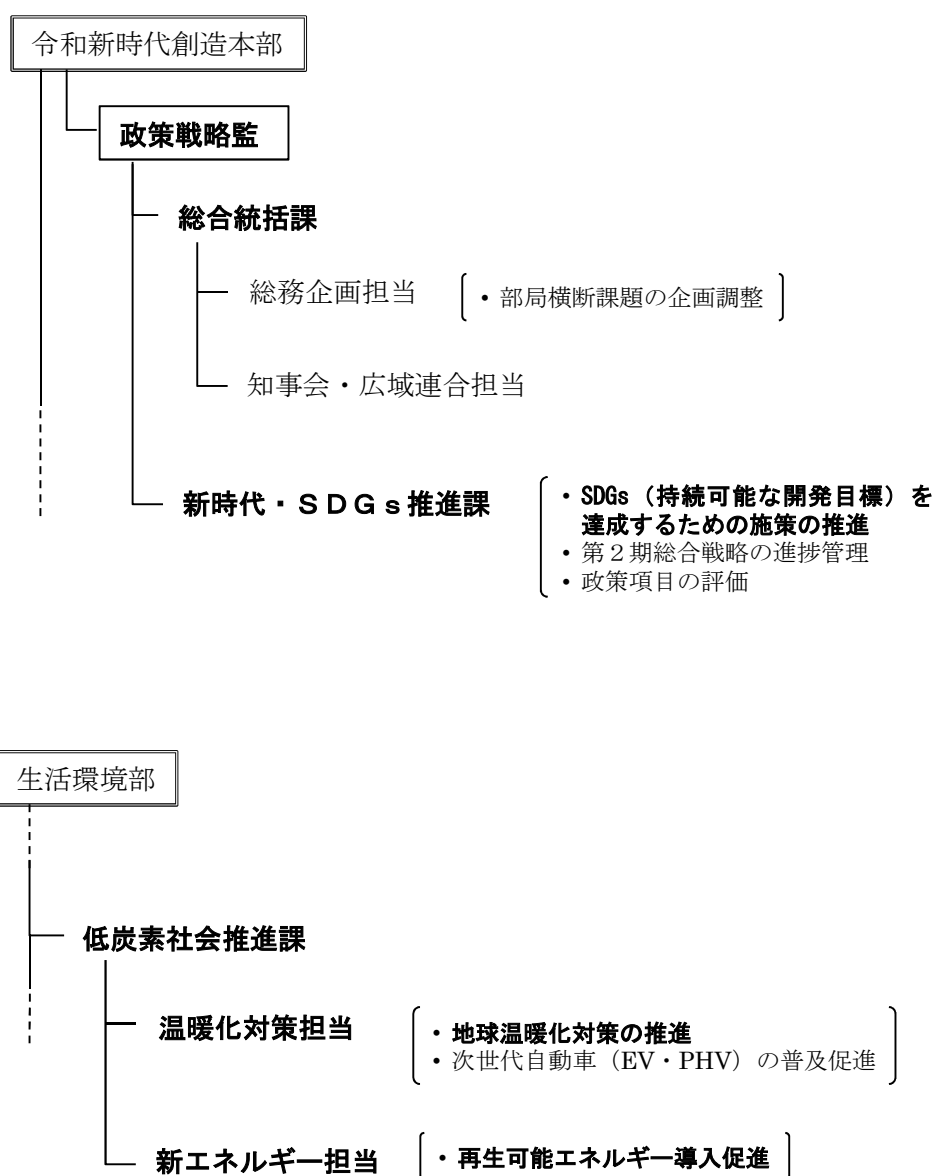 令和新時代創造本部
政策戦略監
総合統括課
総務企画担当
・部局横断課題の企画調整
知事会・広域連合担当
新時代・ＳＤＧｓ推進課
・SDGs（持続可能な開発目標）を
達成するための施策の推進
・第２期総合戦略の進捗管理
・政策項目の評価
生活環境部
低炭素社会推進課
温暖化対策担当
・地球温暖化対策の推進
・次世代自動車（EV・PHV）の普及促進
新エネルギー担当
・再生可能エネルギー導入促進